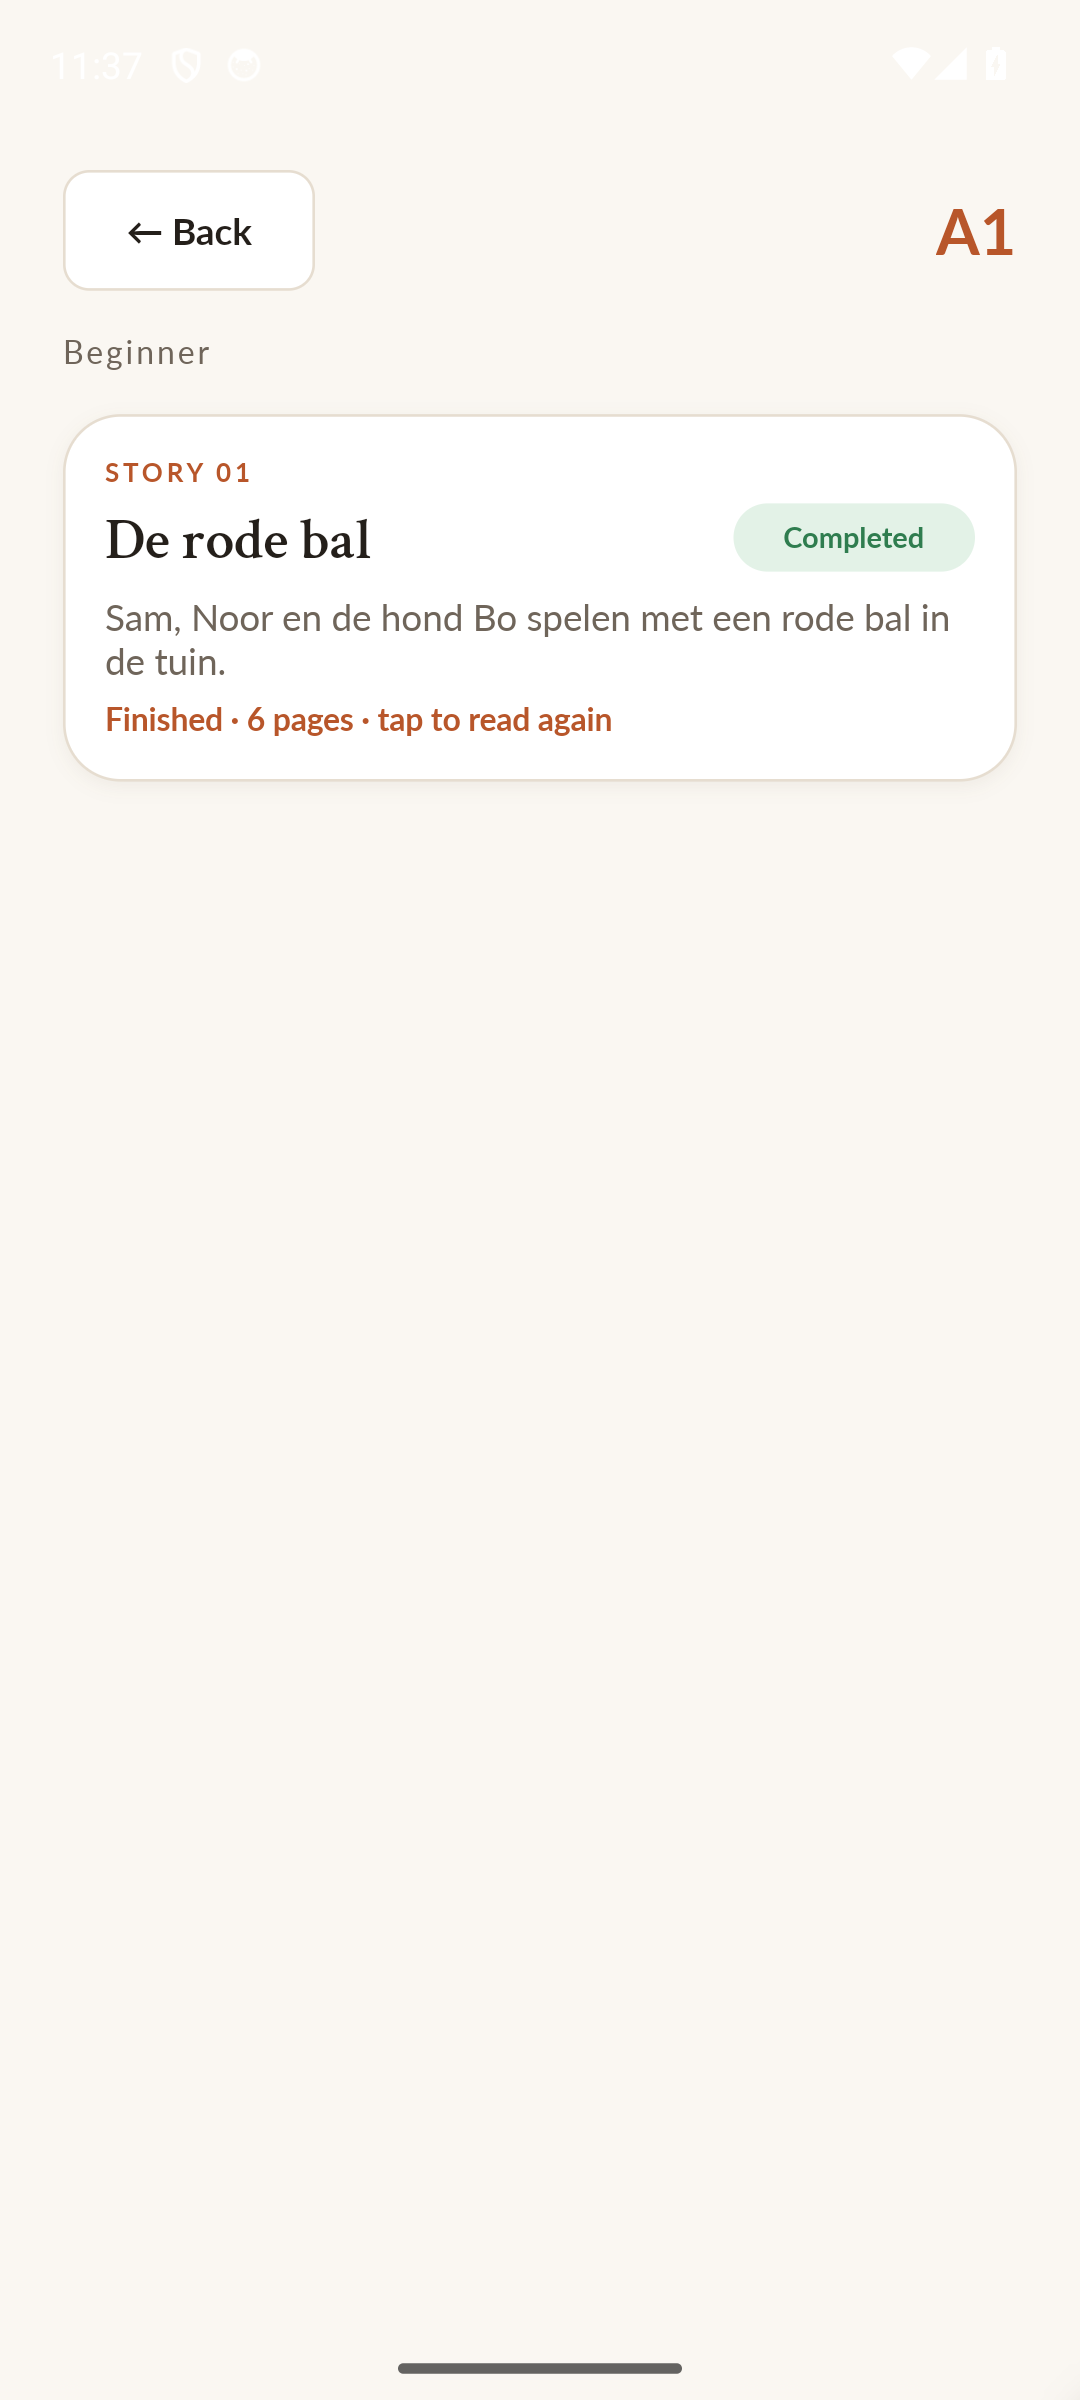 11:37
← Back
A1
Beginner
STORY 01
De rode bal
Completed
Sam, Noor en de hond Bo spelen met een rode bal in
de tuin.
Finished · 6 pages · tap to read again